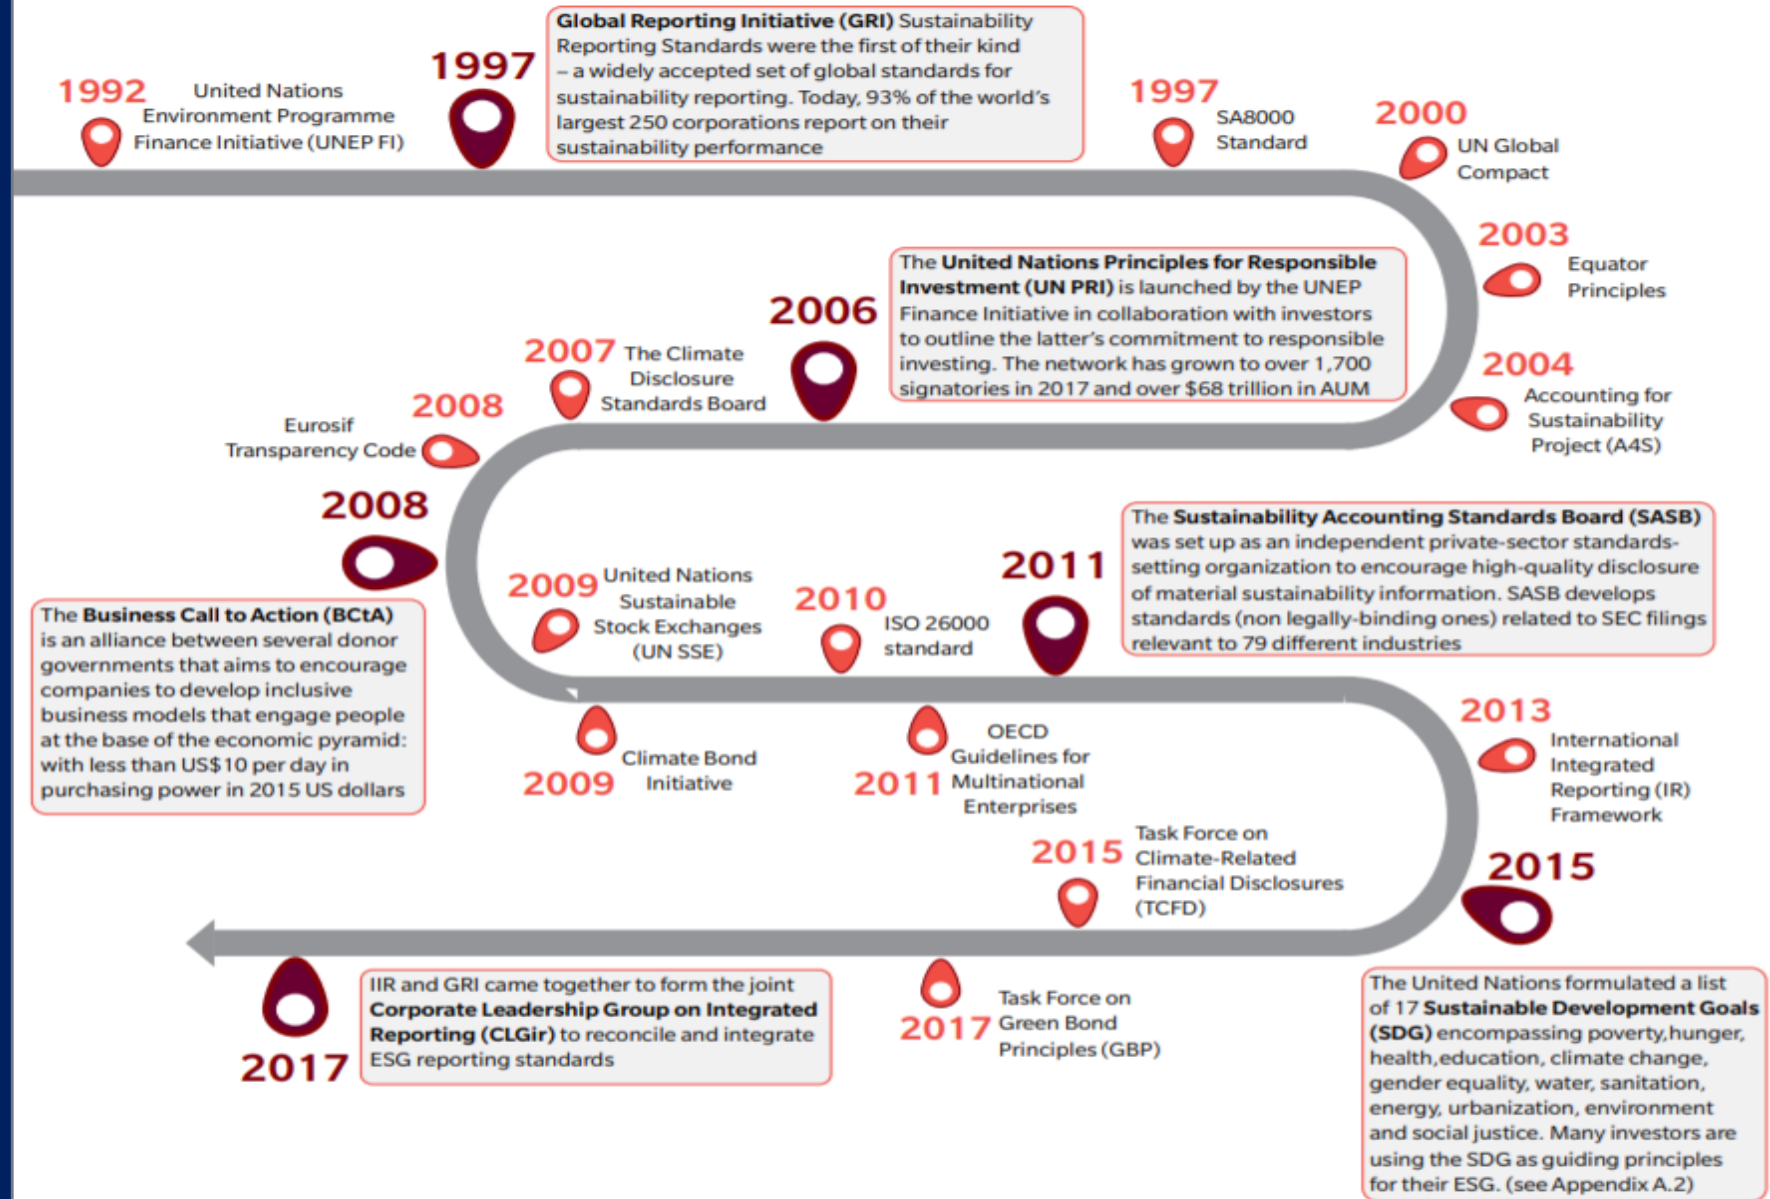 1992
United Nations
Environment Programme
Finance Initiative (UNEP FI)
1997
Global Reporting Initiative (GRI) Sustainability
Reporting Standards were the first of their kind
– a widely accepted set of global standards for
sustainability reporting. Today, 93% of the world's
largest 250 corporations report on their
sustainability performance
1997
SA8000
Standard
2000
UN Global
Compact
2003
Equator
Principles
2004
Accounting for
Sustainability
Project (A4S)
2006
The United Nations Principles for Responsible
Investment (UN PRI) is launched by the UNEP
Finance Initiative in collaboration with investors
to outline the latter's commitment to responsible
investing. The network has grown to over 1,700
signatories in 2017 and over $68 trillion in AUM
2007
The Climate
Disclosure
Standards Board
2008
Eurosif
Transparency Code
2008
The Business Call to Action (BCtA)
is an alliance between several donor
governments that aims to encourage
companies to develop inclusive
business models that engage people
at the base of the economic pyramid:
with less than US$10 per day in
purchasing power in 2015 US dollars
2009
United Nations
Sustainable
Stock Exchanges
(UN SSE)
2009
Climate Bond
Initiative
2010
ISO 26000
standard
2011
OECD
Guidelines for
Multinational
Enterprises
2011
The Sustainability Accounting Standards Board (SASB)
was set up as an independent private-sector standards-
setting organization to encourage high-quality disclosure
of material sustainability information. SASB develops
standards (non legally-binding ones) related to SEC filings
relevant to 79 different industries
2013
International
Integrated
Reporting (IR)
Framework
2015
The United Nations formulated a list
of 17 Sustainable Development Goals
(SDG) encompassing poverty,hunger,
health,education, climate change,
gender equality, water, sanitation,
energy, urbanization, environment
and social justice. Many investors are
using the SDG as guiding principles
for their ESG. (see Appendix A.2)
2015
Task Force on
Climate-Related
Financial Disclosures
(TCFD)
2017
Task Force on
Green Bond
Principles (GBP)
2017
IIR and GRI came together to form the joint
Corporate Leadership Group on Integrated
Reporting (CLGir) to reconcile and integrate
ESG reporting standards